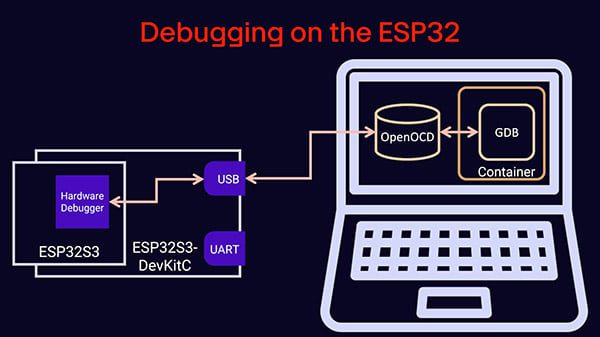 Debugging on the ESP32
OpenOCD
GDB
Container
Hardware
Debugger
USB
ESP32S3
ESP32S3-
DevKitC
UART